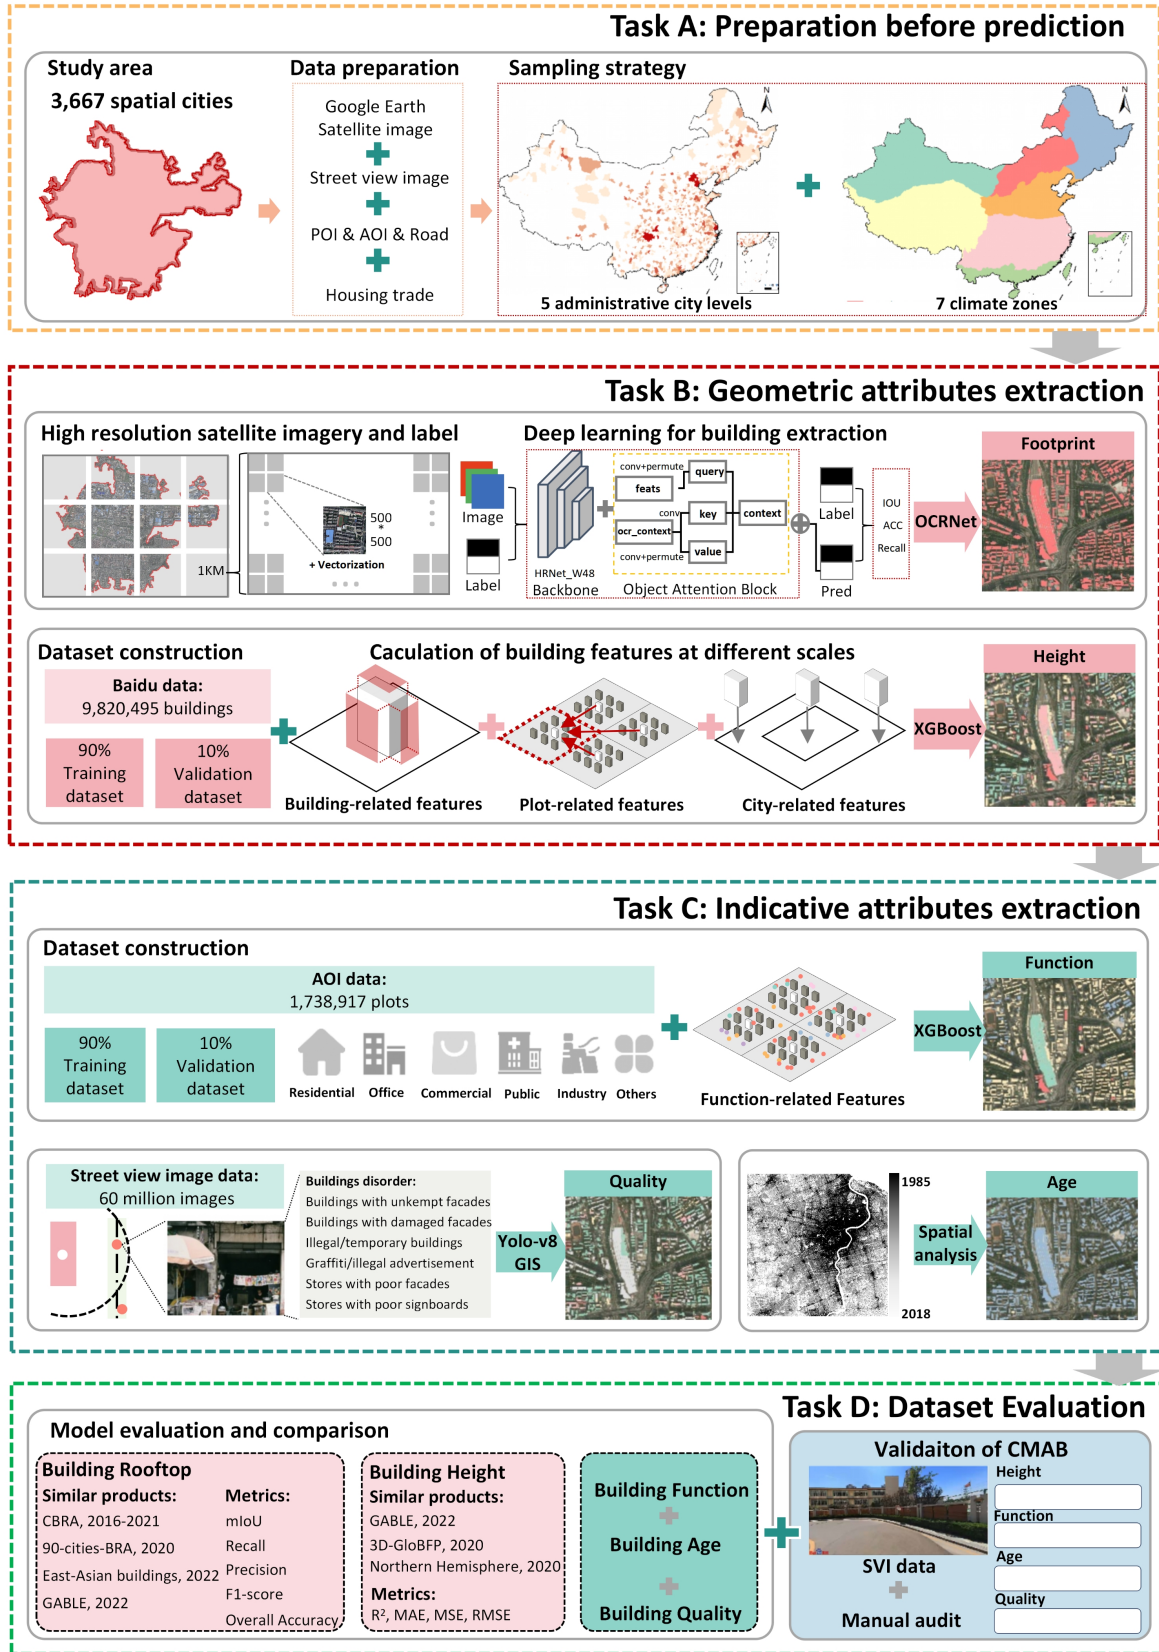 Task A: Preparation before prediction
Study area
3,667 spatial cities
Data preparation
Google Earth
Satellite image
Street view image
POI & AOI & Road
Housing trade
Sampling strategy
N
5 administrative city levels
N
7 climate zones
Task B: Geometric attributes extraction
High resolution satellite imagery and label
1KM
500
*
500
+ Vectorization
Deep learning for building extraction
Image
Label
HRNet_W48
Backbone
conv+permute
feats
query
conv
key
context
ocr_context
value
conv+permute
Object Attention Block
Label
Pred
IOU
ACC
Recall
OCRNet
Footprint
Dataset construction
Baidu data:
9,820,495 buildings
90%
Training
dataset
10%
Validation
dataset
Caculation of building features at different scales
Building-related features
Plot-related features
City-related features
XGBoost
Height
Task C: Indicative attributes extraction
Dataset construction
AOI data:
1,738,917 plots
90%
Training
dataset
10%
Validation
dataset
Residential
Office
Commercial
Public
Industry
Others
Function-related Features
XGBoost
Function
Street view image data:
60 million images
Buildings disorder:
Buildings with unkempt facades
Buildings with damaged facades
Illegal/temporary buildings
Graffiti/illegal advertisement
Stores with poor facades
Stores with poor signboards
Yolo-v8
GIS
Quality
1985
2018
Spatial
analysis
Age
Task D: Dataset Evaluation
Model evaluation and comparison
Building Rooftop
Similar products:
CBRA, 2016-2021
90-cities-BRA, 2020
East-Asian buildings, 2022
GABLE, 2022
Metrics:
mIoU
Recall
Precision
F1-score
Overall Accuracy
Building Height
Similar products:
GABLE, 2022
3D-GloBFP, 2020
Northern Hemisphere, 2020
Metrics:
R², MAE, MSE, RMSE
Building Function
Building Age
Building Quality
Validaiton of CMAB
SVI data
Manual audit
Height
Function
Age
Quality